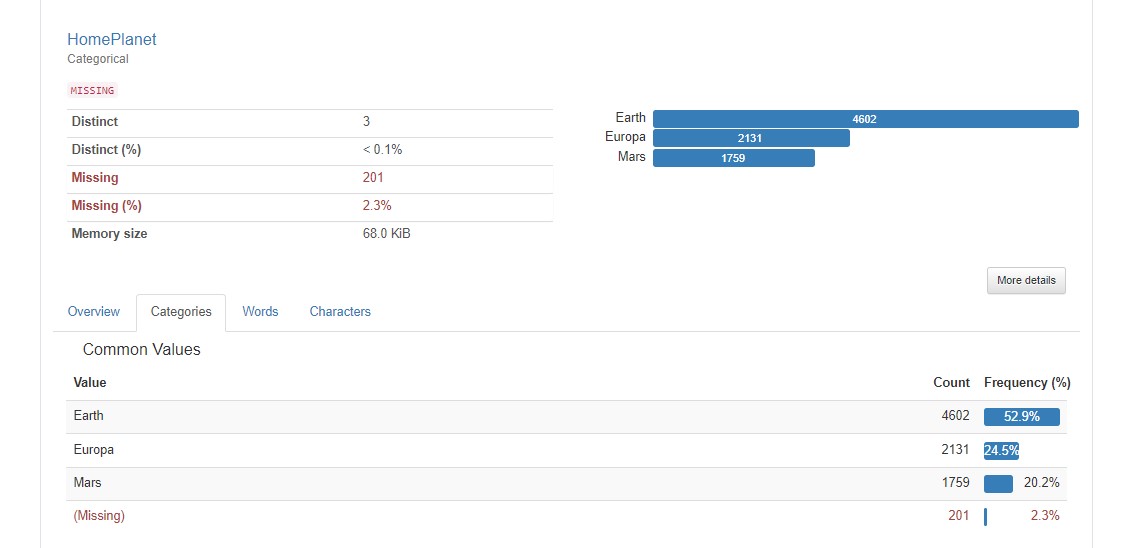 HomePlanet
Categorical
MISSING
Distinct 3
Distinct (%) < 0.1%
Missing 201
Missing (%) 2.3%
Memory size 68.0 KiB
Earth 4602
Europa 2131
Mars 1759
More details
Overview Categories Words Characters
Common Values
Value Count Frequency (%)
Earth 4602 52.9%
Europa 2131 24.5%
Mars 1759 20.2%
(Missing) 201 2.3%